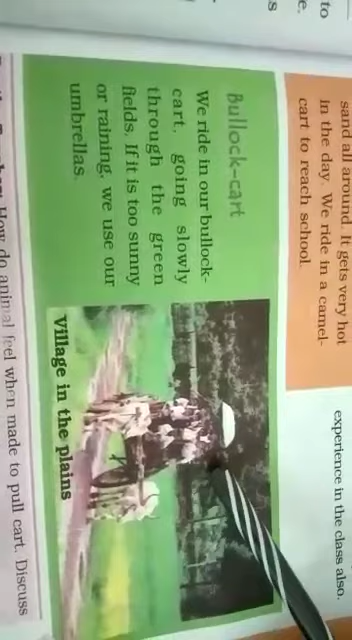 to
e.
s
sand all around. It gets very hot
in the day. We ride in a camel-
cart to reach school.
experience in the class also.
Bullock-cart
We ride in our bullock-
cart, going slowly
through the green
fields. If it is too sunny
or raining, we use our
umbrellas.
Village in the plains
How do animal feel when made to pull cart. Discuss